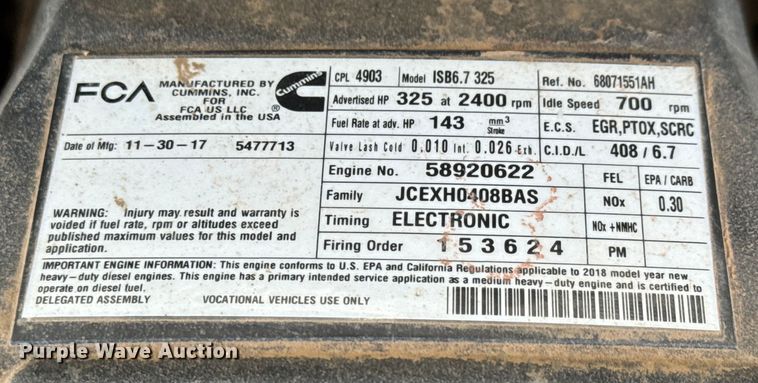 FCA
MANUFACTURED BY
CUMMINS, INC.
FOR
FCA US LLC ®
Assembled in the USA
Cummins
CPL 4903 Model ISB6.7 325 Ref. No. 68071551AH
Advertised HP 325 at 2400 rpm Idle Speed 700 rpm
Fuel Rate at adv. HP 143 mm3 Stroke E.C.S. EGR,PTOX,SCRC
Date of Mfg: 11-30-17 5477713 Valve Lash Cold 0.010 Int. 0.026 Exh. C.I.D./L 408 / 6.7
Engine No. 58920622 FEL EPA / CARB
Family JCEXH0408BAS NOx 0.30
Timing ELECTRONIC NOx +NMHC
Firing Order 1 5 3 6 2 4 PM
WARNING: Injury may result and warranty is
voided if fuel rate, rpm or altitudes exceed
published maximum values for this model and
application.
IMPORTANT ENGINE INFORMATION: This engine conforms to U.S. EPA and California Regulations applicable to 2018 model year new
heavy-duty diesel engines. This engine has a primary intended service application as a medium heavy-duty engine and is certified to
operate on diesel fuel.
DELEGATED ASSEMBLY VOCATIONAL VEHICLES USE ONLY
Purple Wave Auction